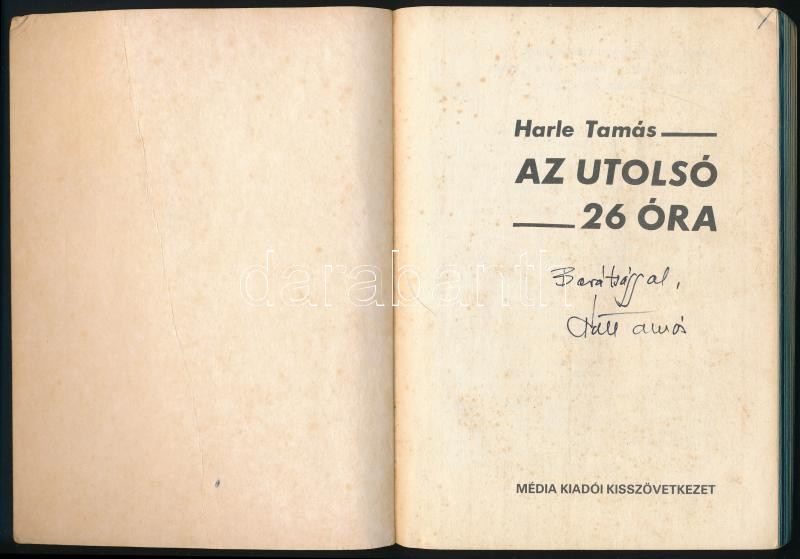 Harle Tamás
AZ UTOLSÓ
26 ÓRA
darabanth
Barátsággal,
MÉDIA KIADÓI KISSZÖVETKEZET